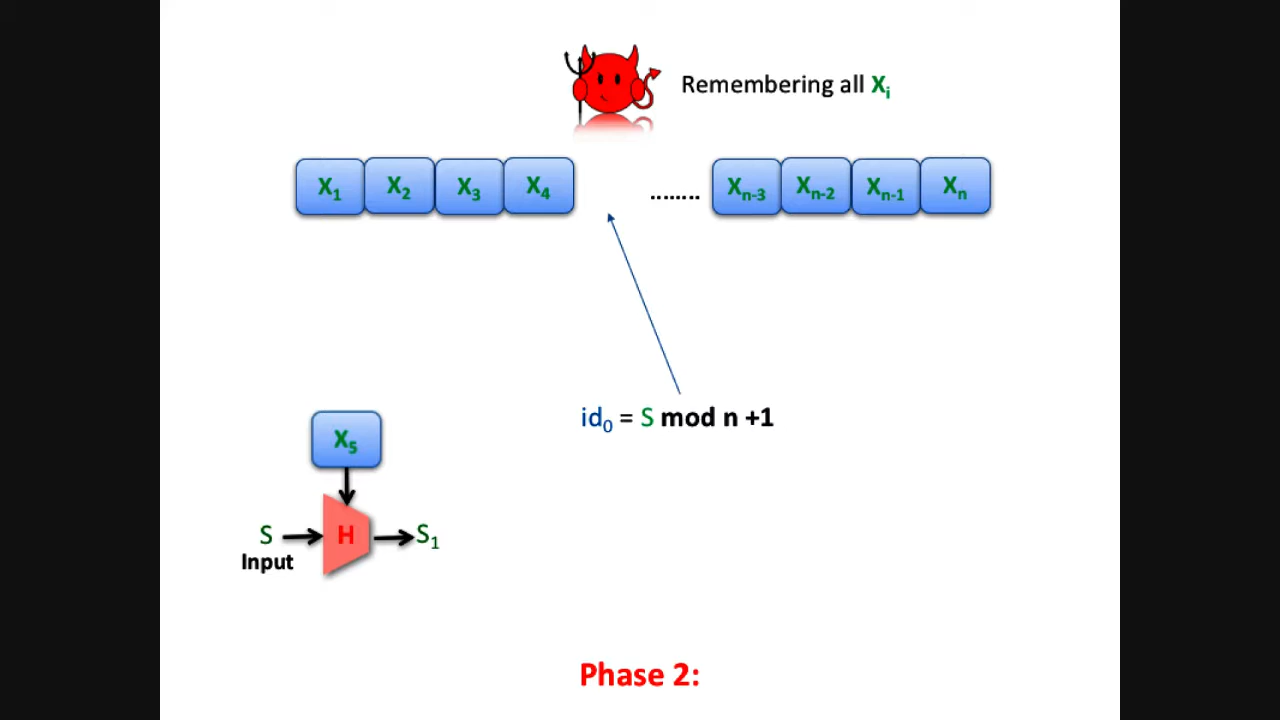 Remembering all Xi
X1 X2 X3 X4 ........ Xn-3 Xn-2 Xn-1 Xn
id0 = S mod n +1
X5
S H S1
Input
Phase 2: